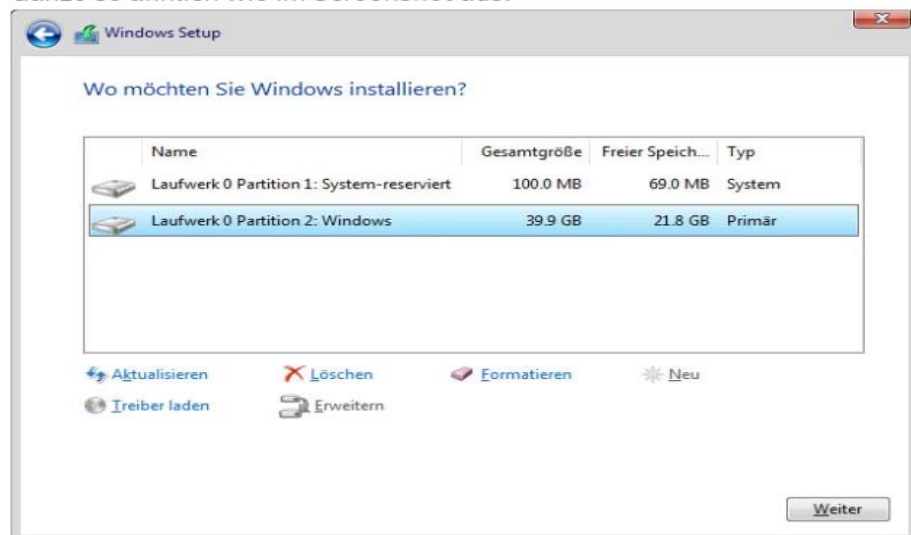 Windows Setup
Wo möchten Sie Windows installieren?
Name Gesamtgröße Freier Speich... Typ
Laufwerk 0 Partition 1: System-reserviert 100.0 MB 69.0 MB System
Laufwerk 0 Partition 2: Windows 39.9 GB 21.8 GB Primär
Aktualisieren Löschen Formatieren Neu
Treiber laden Erweitern
Weiter